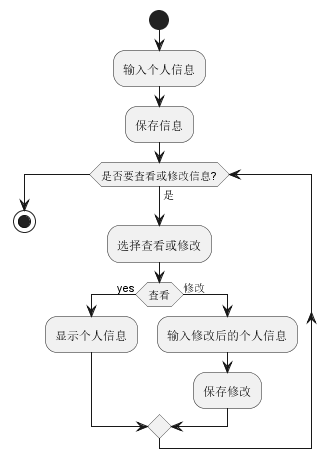 输入个人信息
保存信息
是否要查看或修改信息?
是
选择查看或修改
yes
查看
修改
显示个人信息
输入修改后的个人信息
保存修改